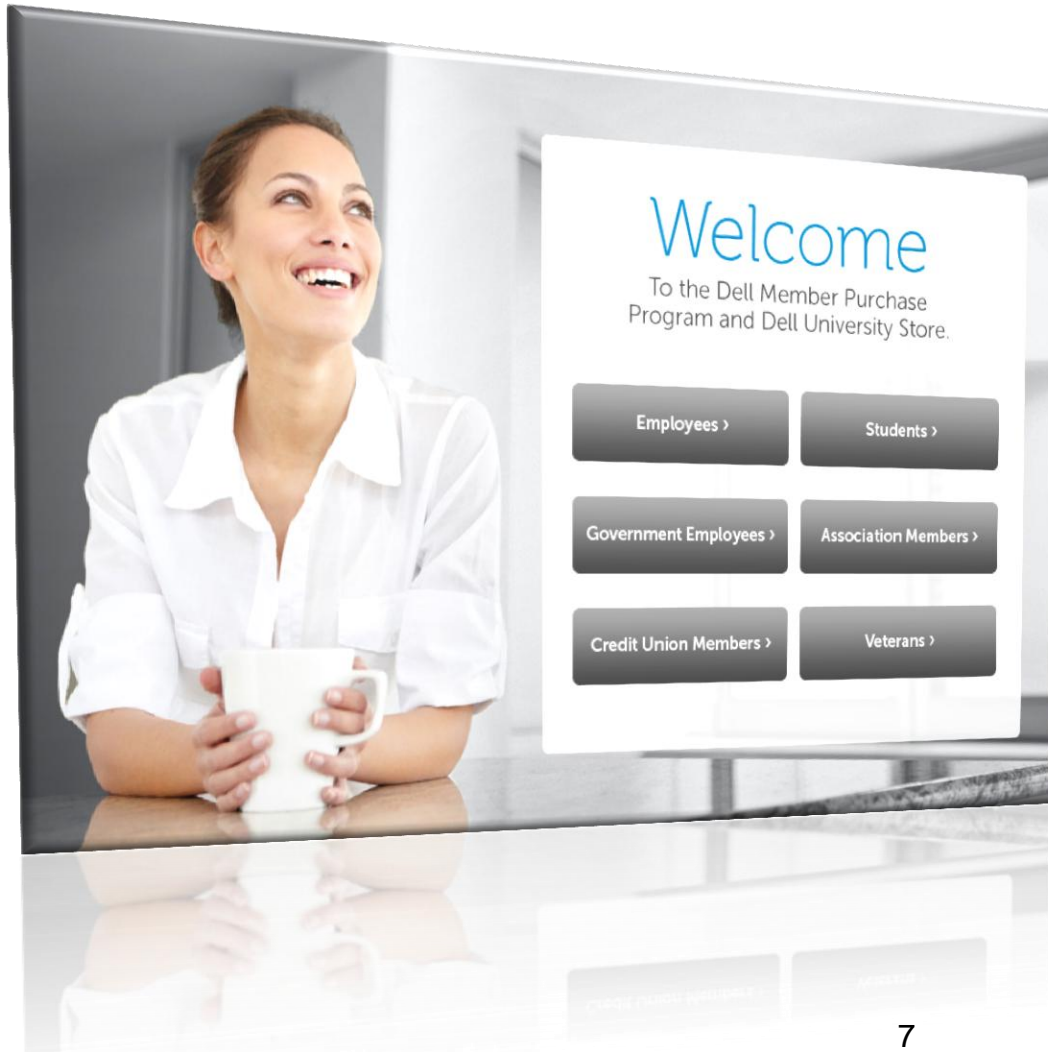 Welcome
To the Dell Member Purchase
Program and Dell University Store.
Employees ›
Students ›
Government Employees ›
Association Members ›
Credit Union Members ›
Veterans ›
7